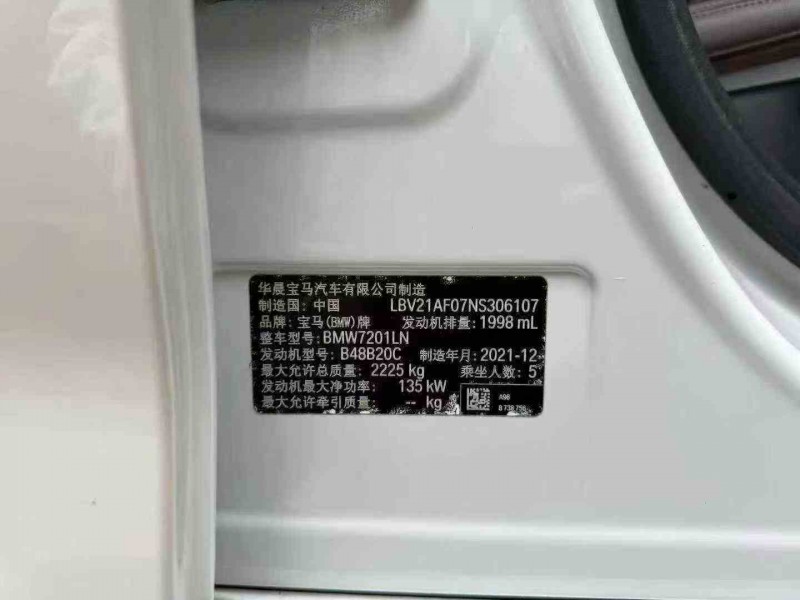 华晨宝马汽车有限公司制造
制造国: 中国 LBV21AF07NS306107
品牌: 宝马(BMW)牌 发动机排量: 1998 mL
整车型号: BMW7201LN
发动机型号: B48B20C 制造年月: 2021-12
最大允许总质量: 2225 kg 乘坐人数: 5
发动机最大净功率: 135 kW
最大允许牵引质量: -- kg
A98